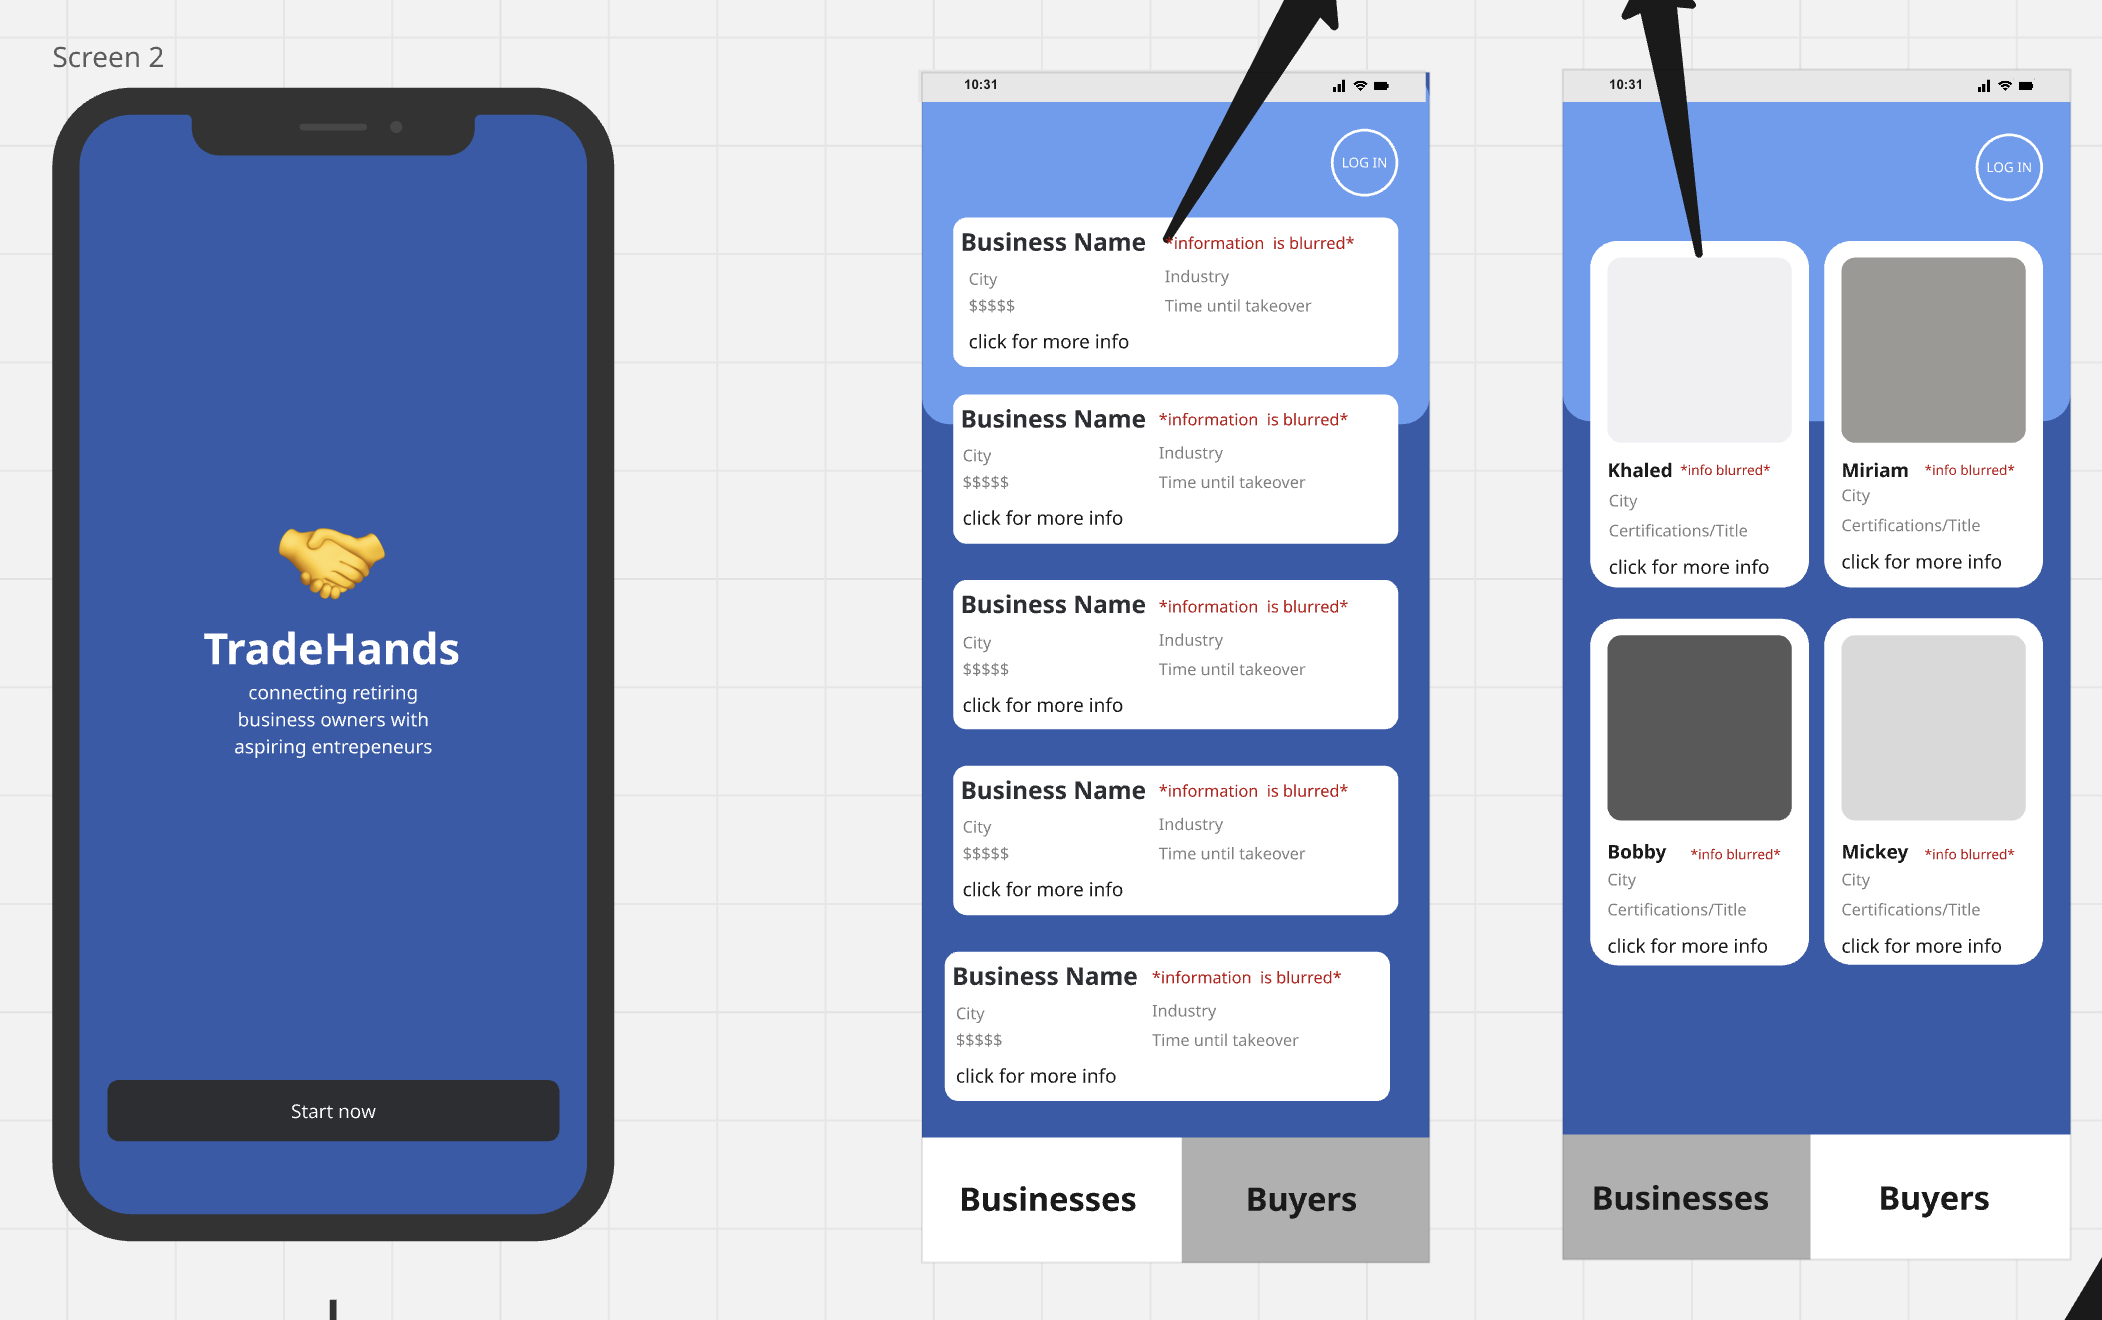 Screen 2
TradeHands
connecting retiring
business owners with
aspiring entrepeneurs
Start now
10:31
LOG IN
Business Name *information is blurred*
City Industry
$$$$$ Time until takeover
click for more info
Business Name *information is blurred*
City Industry
$$$$$ Time until takeover
click for more info
Business Name *information is blurred*
City Industry
$$$$$ Time until takeover
click for more info
Business Name *information is blurred*
City Industry
$$$$$ Time until takeover
click for more info
Business Name *information is blurred*
City Industry
$$$$$ Time until takeover
click for more info
Businesses Buyers
10:31
LOG IN
Khaled *info blurred*
City
Certifications/Title
click for more info
Miriam *info blurred*
City
Certifications/Title
click for more info
Bobby *info blurred*
City
Certifications/Title
click for more info
Mickey *info blurred*
City
Certifications/Title
click for more info
Businesses Buyers